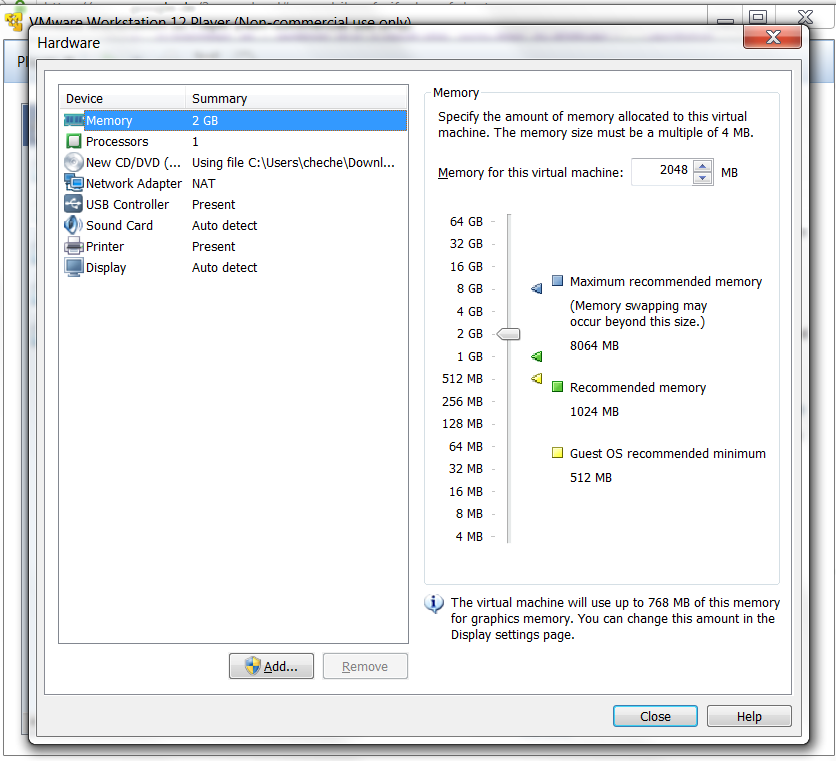 VMware Workstation 12 Player (Non-commercial use only)
Hardware
Device Summary
Memory 2 GB
Processors 1
New CD/DVD (... Using file C:\Users\cheche\Downl...
Network Adapter NAT
USB Controller Present
Sound Card Auto detect
Printer Present
Display Auto detect
Add...
Remove
Memory
Specify the amount of memory allocated to this virtual
machine. The memory size must be a multiple of 4 MB.
Memory for this virtual machine: 2048 MB
64 GB
32 GB
16 GB
8 GB
4 GB
2 GB
1 GB
512 MB
256 MB
128 MB
64 MB
32 MB
16 MB
8 MB
4 MB
Maximum recommended memory
(Memory swapping may
occur beyond this size.)
8064 MB
Recommended memory
1024 MB
Guest OS recommended minimum
512 MB
The virtual machine will use up to 768 MB of this memory
for graphics memory. You can change this amount in the
Display settings page.
Close
Help